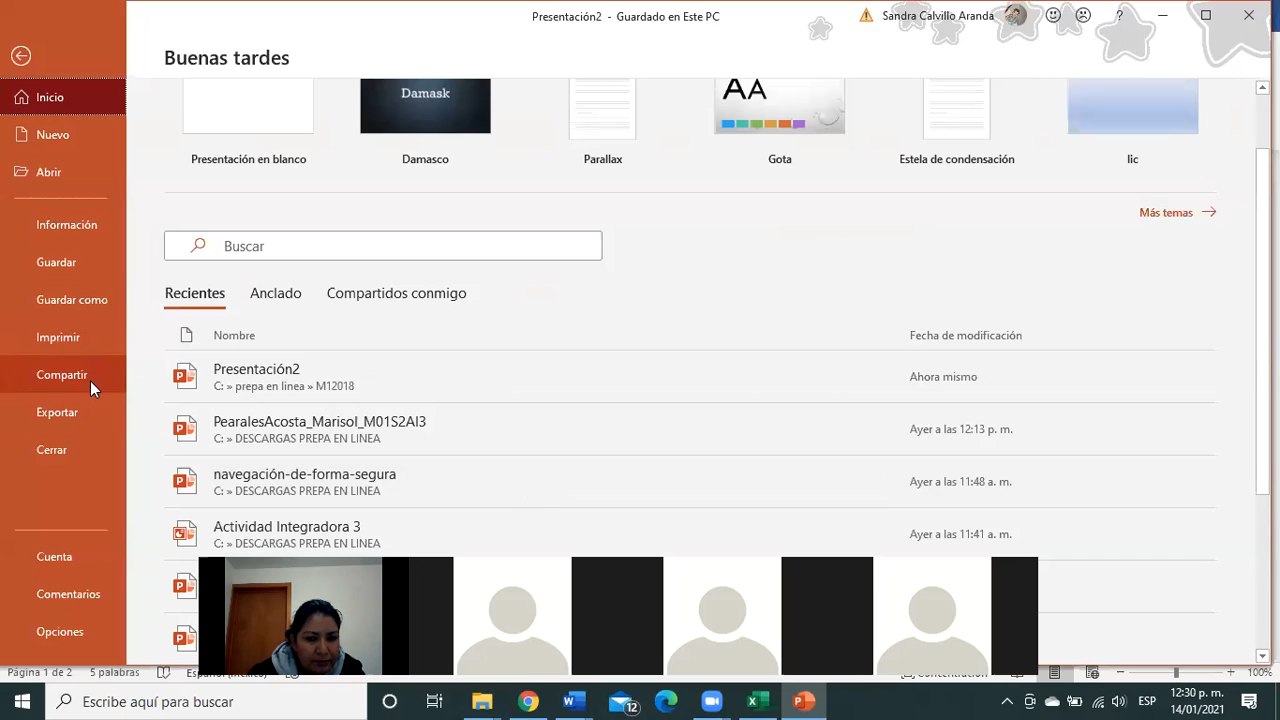 Presentación2 - Guardado en Este PC
Sandra Calvillo Aranda
?
Buenas tardes
Inicio
Nuevo
Abrir
Información
Guardar
Guardar como
Imprimir
Compartir
Exportar
Cerrar
Cuenta
Comentarios
Opciones
Damask
AA
Presentación en blanco
Damasco
Parallax
Gota
Estela de condensación
lic
Más temas
Buscar
Recientes
Anclado
Compartidos conmigo
Nombre
Fecha de modificación
Presentación2
C: » prepa en linea » M12018
Ahora mismo
PearalesAcosta_Marisol_M01S2AI3
C: » DESCARGAS PREPA EN LINEA
Ayer a las 12:13 p. m.
navegación-de-forma-segura
C: » DESCARGAS PREPA EN LINEA
Ayer a las 11:48 a. m.
Actividad Integradora 3
C: » DESCARGAS PREPA EN LINEA
Ayer a las 11:41 a. m.
Página 1 de 2
5 palabras
Español (México)
Concentración
100%
Escribe aquí para buscar
12
ESP
12:30 p. m.
14/01/2021